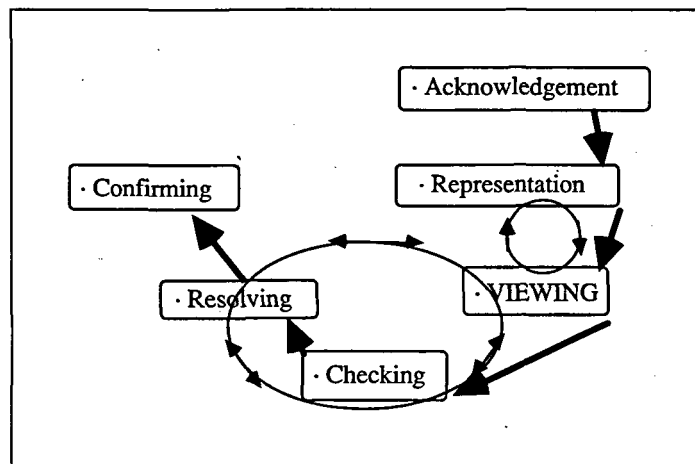 · Acknowledgement
· Representation
· Confirming
· VIEWING
· Resolving
· Checking